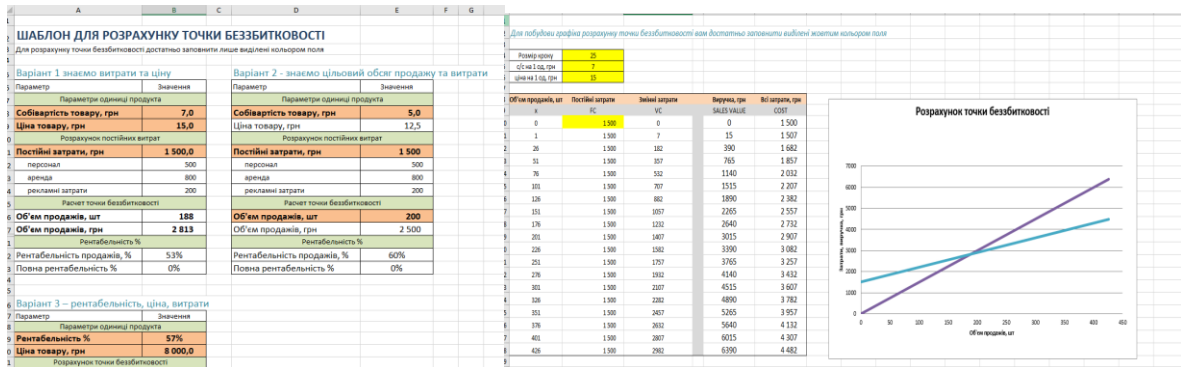 A B C D E F G
ШАБЛОН ДЛЯ РОЗРАХУНКУ ТОЧКИ БЕЗЗБИТКОВОСТІ
Для розрахунку точки беззбитковості достатньо заповнити лише виділені кольором поля
Варіант 1 знаємо витрати та ціну
Параметр Значення
Параметри одиниці продукта
Собівартість товару, грн 7,0
Ціна товару, грн 15,0
Розрахунок постійних витрат
Постійні затрати, грн 1 500,0
персонал 500
аренда 800
рекламні затрати 200
Расчет точки беззбитковості
Об'єм продажів, шт 188
Об'єм продажів, грн 2 813
Рентабельність %
Рентабельність продажів, % 53%
Повна рентабельність % 0%
Варіант 2 - знаємо цільовий обсяг продажу та витрати
Параметр Значення
Параметри одиниці продукта
Собівартість товару, грн 5,0
Ціна товару, грн 12,5
Розрахунок постійних витрат
Постійні затрати, грн 1 500
персонал 500
аренда 800
рекламні затрати 200
Расчет точки беззбитковості
Об'єм продажів, шт 200
Об'єм продажів, грн 2 500
Рентабельність %
Рентабельність продажів, % 60%
Повна рентабельність % 0%
Варіант 3 – рентабельність, ціна, витрати
Параметр Значення
Параметри одиниці продукта
Рентабельність % 57%
Ціна товару, грн 8 000,0
Розрахунок точки беззбитковості
Для побудови графіка розрахунку точки беззбитковості вам достатньо заповнити виділені жовтим кольором поля
Розмір кроку 25
с/с на 1 од, грн 7
ціна на 1 од, грн 15
Об'єм продажів, шт Постійні затрати Змінні затрати Виручка, грн Всі затрати, грн
x FC VC SALES VALUE COST
0 1 500 0 0 1 500
1 1 500 7 15 1 507
26 1 500 182 390 1 682
51 1 500 357 765 1 857
76 1 500 532 1140 2 032
101 1 500 707 1515 2 207
126 1 500 882 1890 2 382
151 1 500 1057 2265 2 557
176 1 500 1232 2640 2 732
201 1 500 1407 3015 2 907
226 1 500 1582 3390 3 082
251 1 500 1757 3765 3 257
276 1 500 1932 4140 3 432
301 1 500 2107 4515 3 607
326 1 500 2282 4890 3 782
351 1 500 2457 5265 3 957
376 1 500 2632 5640 4 132
401 1 500 2807 6015 4 307
426 1 500 2982 6390 4 482
Розрахунок точки беззбитковості
Затрати, виручка, грн
7000
6000
5000
4000
3000
2000
1000
0
0 50 100 150 200 250 300 350 400 450
Об'єм продажів, шт